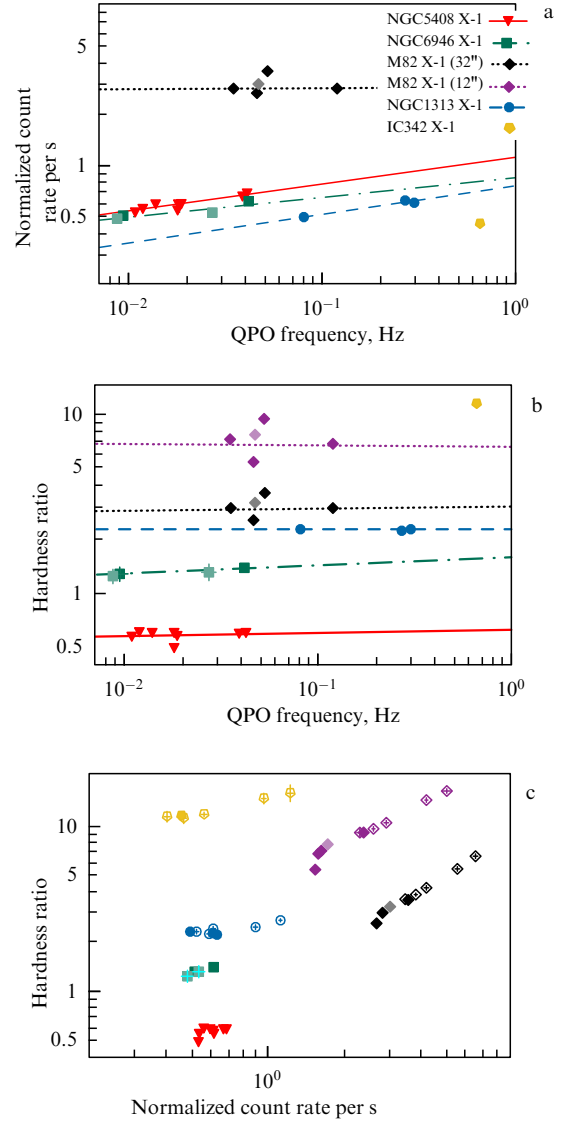 a
5
1
0.5
Normalized count
rate per s
NGC5408 X-1
NGC6946 X-1
M82 X-1 (32")
M82 X-1 (12")
NGC1313 X-1
IC342 X-1
10⁻² 10⁻¹ 10⁰
QPO frequency, Hz
b
10
5
1
0.5
Hardness ratio
10⁻² 10⁻¹ 10⁰
QPO frequency, Hz
c
10
5
1
0.5
Hardness ratio
10⁰
Normalized count rate per s